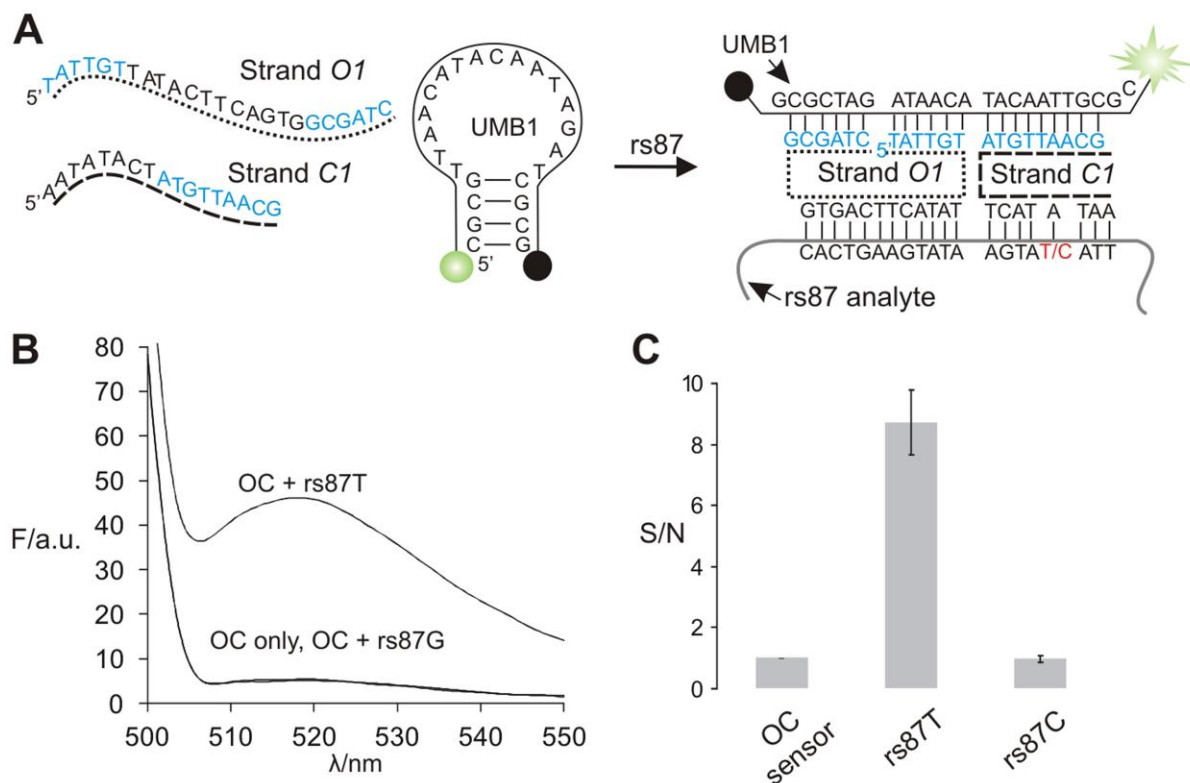 A
TATTGTTATACTTCAGTGGCGATC
5'
Strand O1
AATATACTATGTTAACG
5'
Strand C1
CGCGTTAACATACAATAGATCGCG
UMB1
5'
rs87
UMB1
GCGCTAG ATAACA TACAATTGCGC
GCGATC 5'TATTGT ATGTTAACG
Strand O1 Strand C1
GTGACTTCATAT TCAT A TAA
CACTGAAGTATA AGTAT/C ATT
rs87 analyte
B
F/a.u.
80
70
60
50
40
30
20
10
0
OC + rs87T
OC only, OC + rs87G
500 510 520 530 540 550
λ/nm
C
S/N
10
8
6
4
2
0
OC sensor
rs87T
rs87C